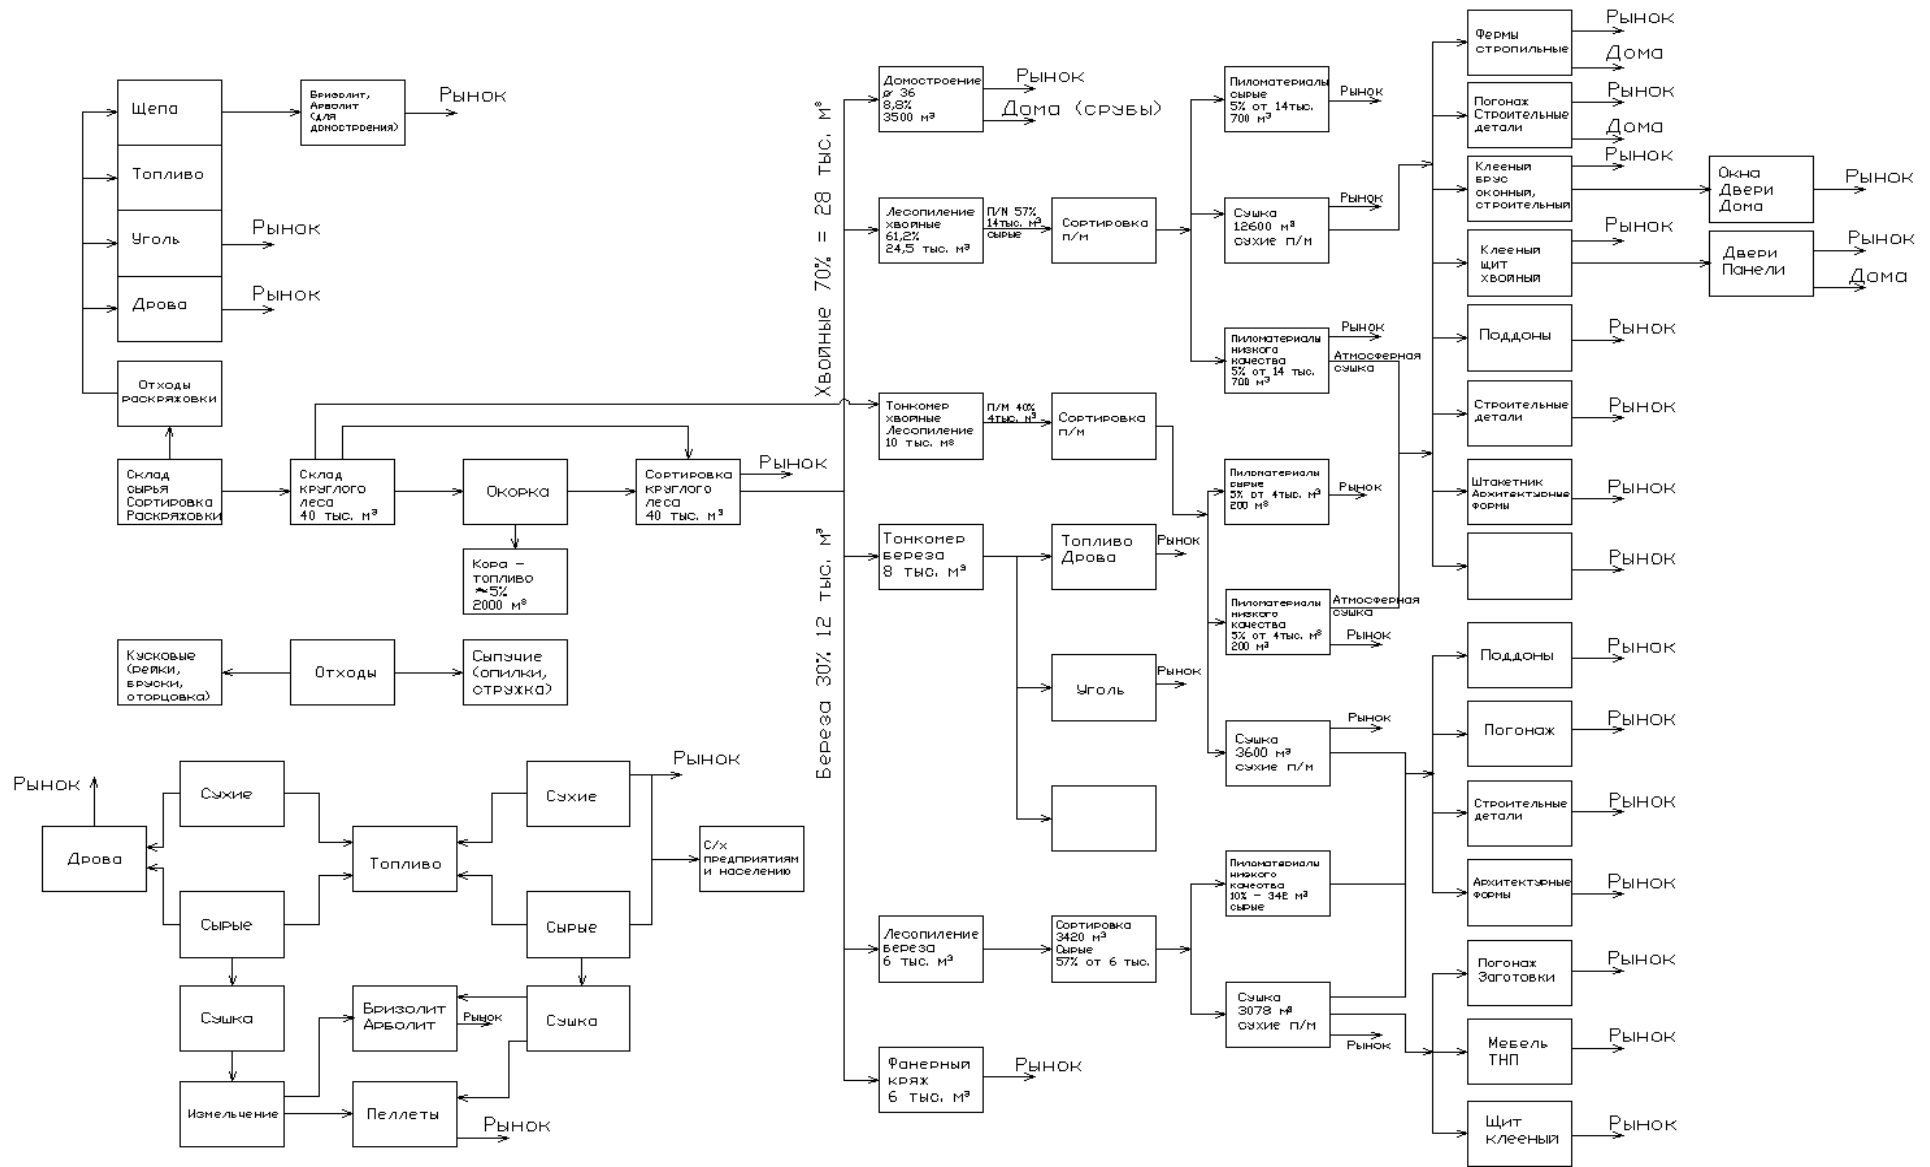 Щепа
Бризолит,
Арболит
(для
домостроения)
Рынок
Топливо
Уголь
Рынок
Дрова
Рынок
Отходы
раскряжовки
Склад
сырья
Сортировка
Раскряжовки
Склад
круглого
леса
40 тыс. м³
Окорка
Кора -
топливо
≈5%
2000 м³
Сортировка
круглого
леса
40 тыс. м³
Рынок
Кусковые
(рейки,
бруски,
оторцовка)
Отходы
Сыпучие
(опилки,
стружка)
Рынок
Дрова
Сухие
Сырые
Топливо
Сухие
Сырые
Рынок
С/х
предприятиям
и населению
Сушка
Измельчение
Бризолит
Арболит
Рынок
Сушка
Пеллеты
Рынок
Хвойные 70% = 28 тыс. м³
Береза 30% 12 тыс. м³
Домостроение
ø 36
8,8%
3500 м³
Рынок
Дома (срубы)
Лесопиление
хвойные
61,2%
24,5 тыс. м³
П/М 57%
14тыс. м³
сырые
Сортировка
п/м
Тонкомер
хвойные
Лесопиление
10 тыс. м³
П/М 40%
4тыс. м³
Сортировка
п/м
Тонкомер
береза
8 тыс. м³
Топливо
Дрова
Рынок
Уголь
Рынок
Лесопиление
береза
6 тыс. м³
Сортировка
3420 м³
Сырые
57% от 6 тыс.
Фанерный
кряж
6 тыс. м³
Рынок
Пиломатериалы
сырые
5% от 14тыс.
700 м³
Рынок
Сушка
12600 м³
сухие п/м
Рынок
Пиломатериалы
низкого
качества
5% от 14 тыс.
700 м³
Рынок
Атмосферная
сушка
Пиломатериалы
сырые
5% от 4тыс. м³
200 м³
Рынок
Пиломатериалы
низкого
качества
5% от 4тыс. м³
200 м³
Атмосферная
сушка
Рынок
Сушка
3600 м³
сухие п/м
Рынок
Пиломатериалы
низкого
качества
10% - 342 м³
сырые
Сушка
3078 м³
сухие п/м
Рынок
Фермы
стропильные
Рынок
Дома
Погонаж
Строительные
детали
Рынок
Дома
Клееный
брус
оконный,
строительный
Рынок
Окна
Двери
Дома
Рынок
Клееный
щит
хвойный
Рынок
Двери
Панели
Рынок
Дома
Поддоны
Рынок
Строительные
детали
Рынок
Штакетник
Архитектурные
формы
Рынок
Рынок
Поддоны
Рынок
Погонаж
Рынок
Строительные
детали
Рынок
Архитектурные
формы
Рынок
Погонаж
Заготовки
Рынок
Мебель
ТНП
Рынок
Щит
клееный
Рынок